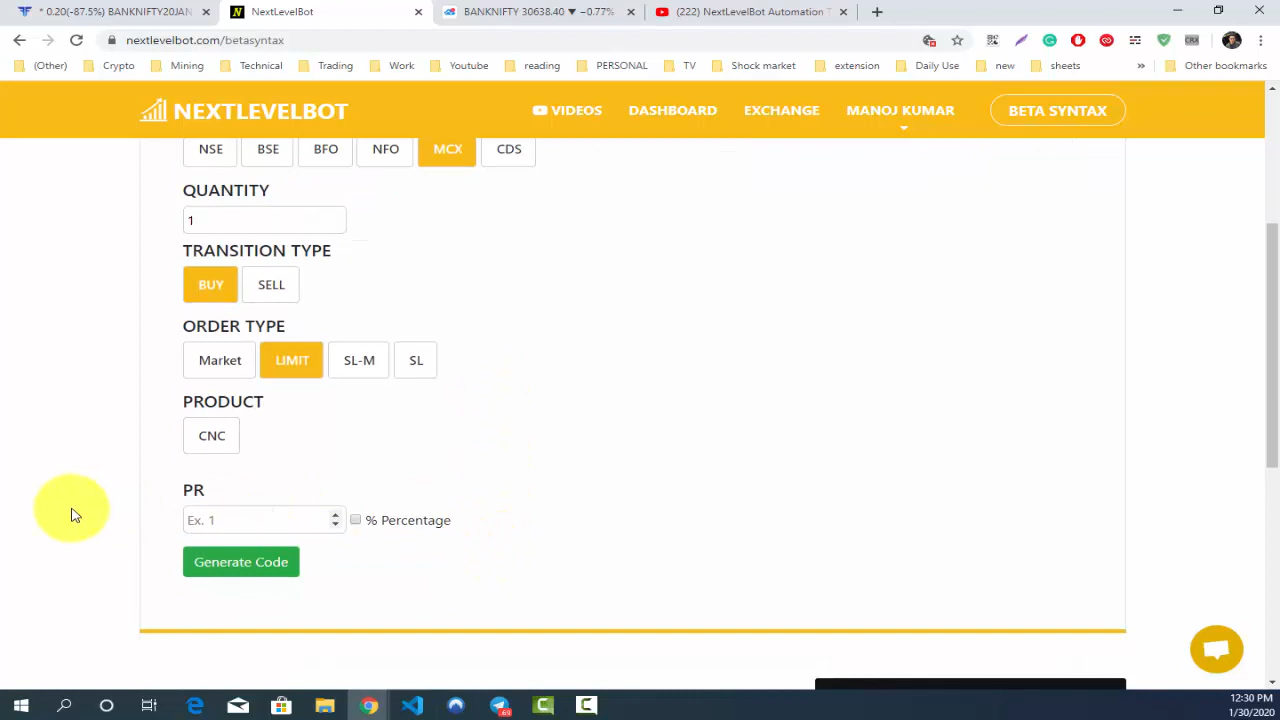 * 0.20(-87.5%) BANKNIFTY20JAN
NextLevelBot
BANKNIFTY 30638.40 ▼ −0.77%
(222) NextLevelBot Automation T
nextlevelbot.com/betasyntax
(Other)
Crypto
Mining
Technical
Trading
Work
Youtube
reading
PERSONAL
TV
Shock market
extension
Daily Use
new
sheets
»
Other bookmarks
NEXTLEVELBOT
VIDEOS
DASHBOARD
EXCHANGE
MANOJ KUMAR
BETA SYNTAX
NSE
BSE
BFO
NFO
MCX
CDS
QUANTITY
1
TRANSITION TYPE
BUY
SELL
ORDER TYPE
Market
LIMIT
SL-M
SL
PRODUCT
CNC
PR
Ex. 1
% Percentage
Generate Code
12:30 PM
1/30/2020